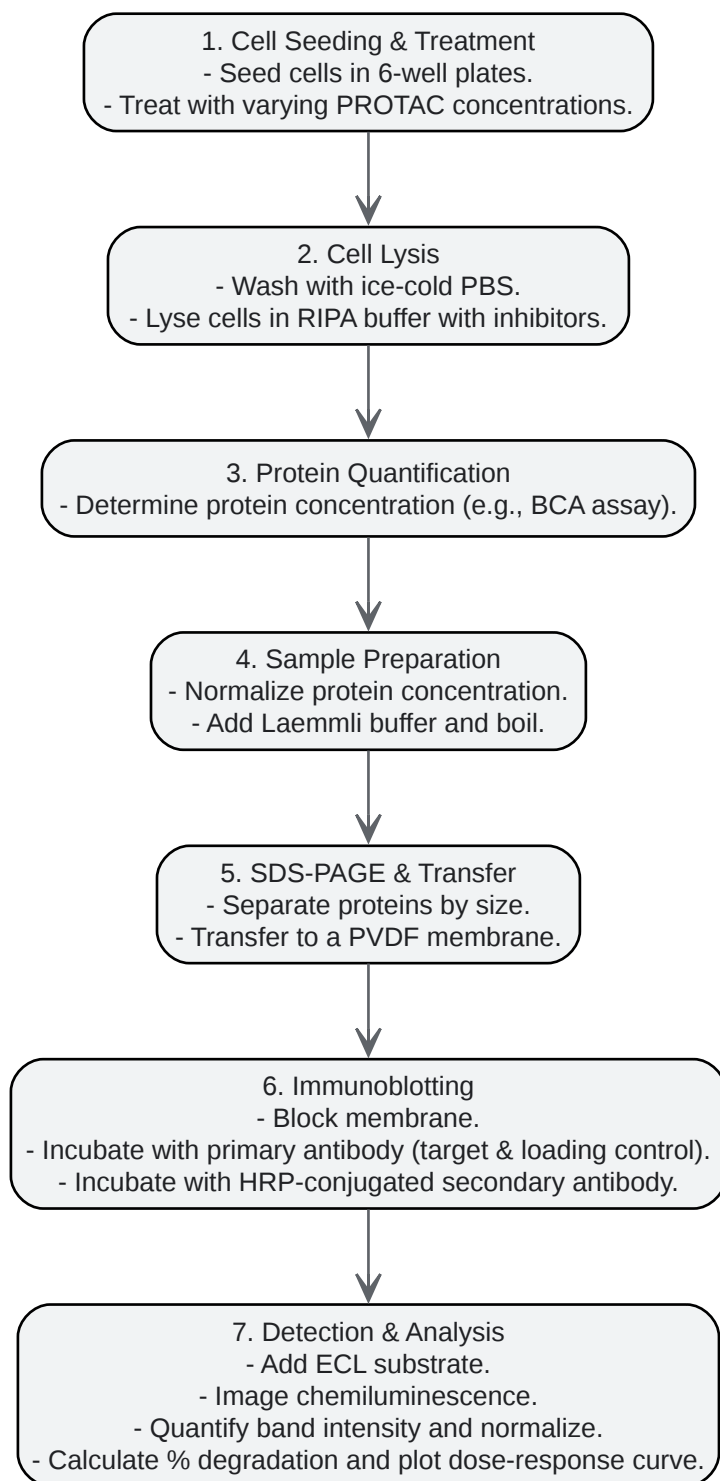 1. Cell Seeding & Treatment
- Seed cells in 6-well plates.
- Treat with varying PROTAC concentrations.
2. Cell Lysis
- Wash with ice-cold PBS.
- Lyse cells in RIPA buffer with inhibitors.
3. Protein Quantification
- Determine protein concentration (e.g., BCA assay).
4. Sample Preparation
- Normalize protein concentration.
- Add Laemmli buffer and boil.
5. SDS-PAGE & Transfer
- Separate proteins by size.
- Transfer to a PVDF membrane.
6. Immunoblotting
- Block membrane.
- Incubate with primary antibody (target & loading control).
- Incubate with HRP-conjugated secondary antibody.
7. Detection & Analysis
- Add ECL substrate.
- Image chemiluminescence.
- Quantify band intensity and normalize.
- Calculate % degradation and plot dose-response curve.